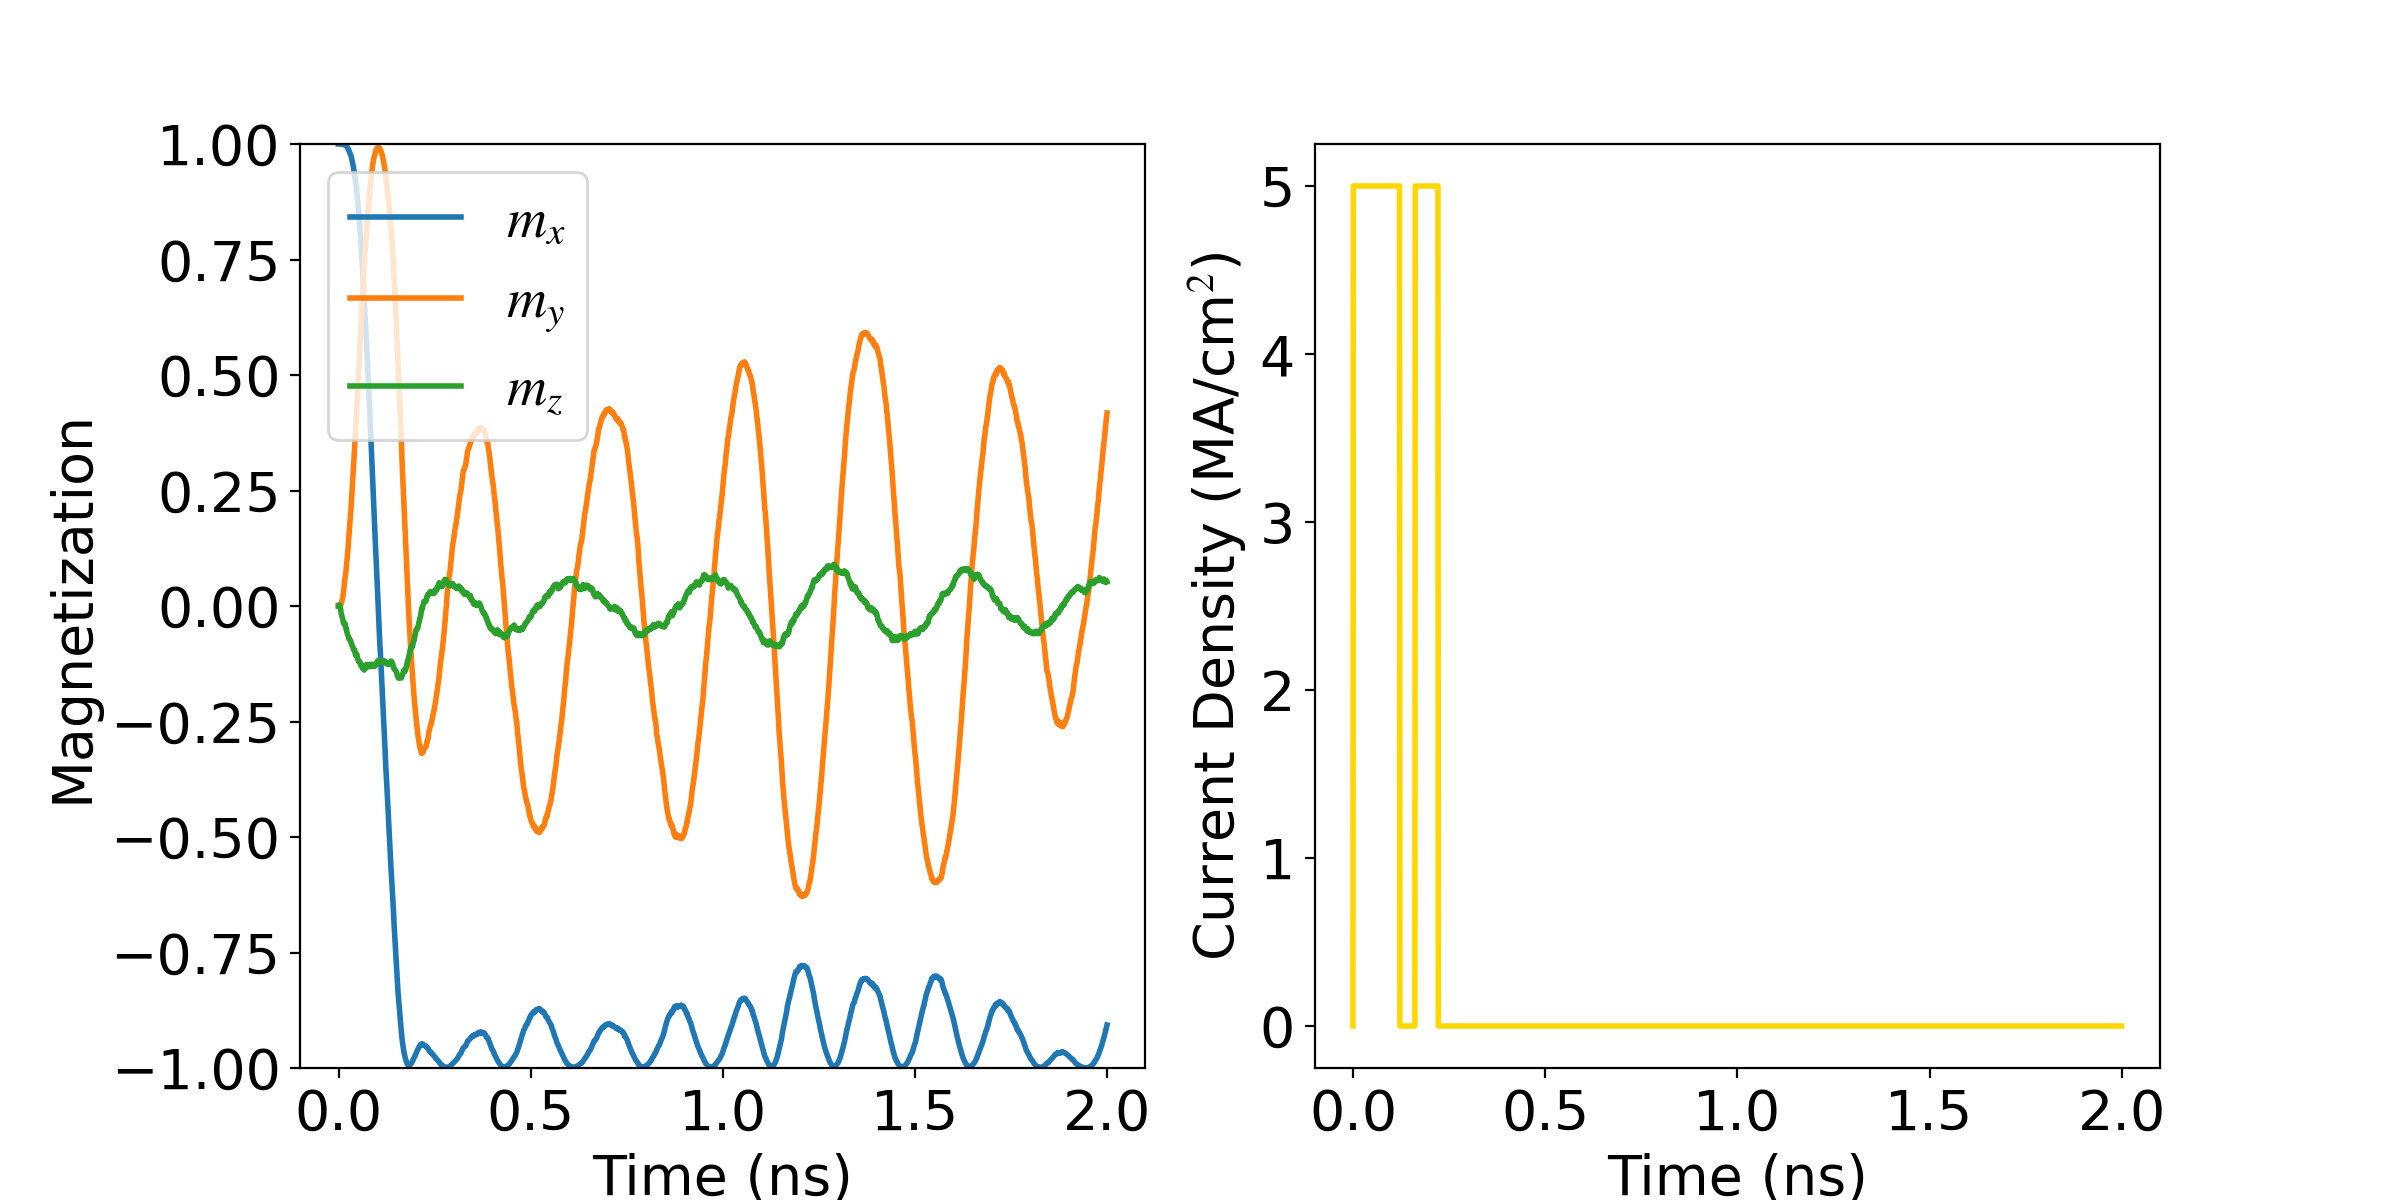 1.00
0.75
0.50
0.25
0.00
−0.25
−0.50
−0.75
−1.00
Magnetization
0.0 0.5 1.0 1.5 2.0
Time (ns)
m_x
m_y
m_z
5
4
3
2
1
0
Current Density (MA/cm²)
0.0 0.5 1.0 1.5 2.0
Time (ns)